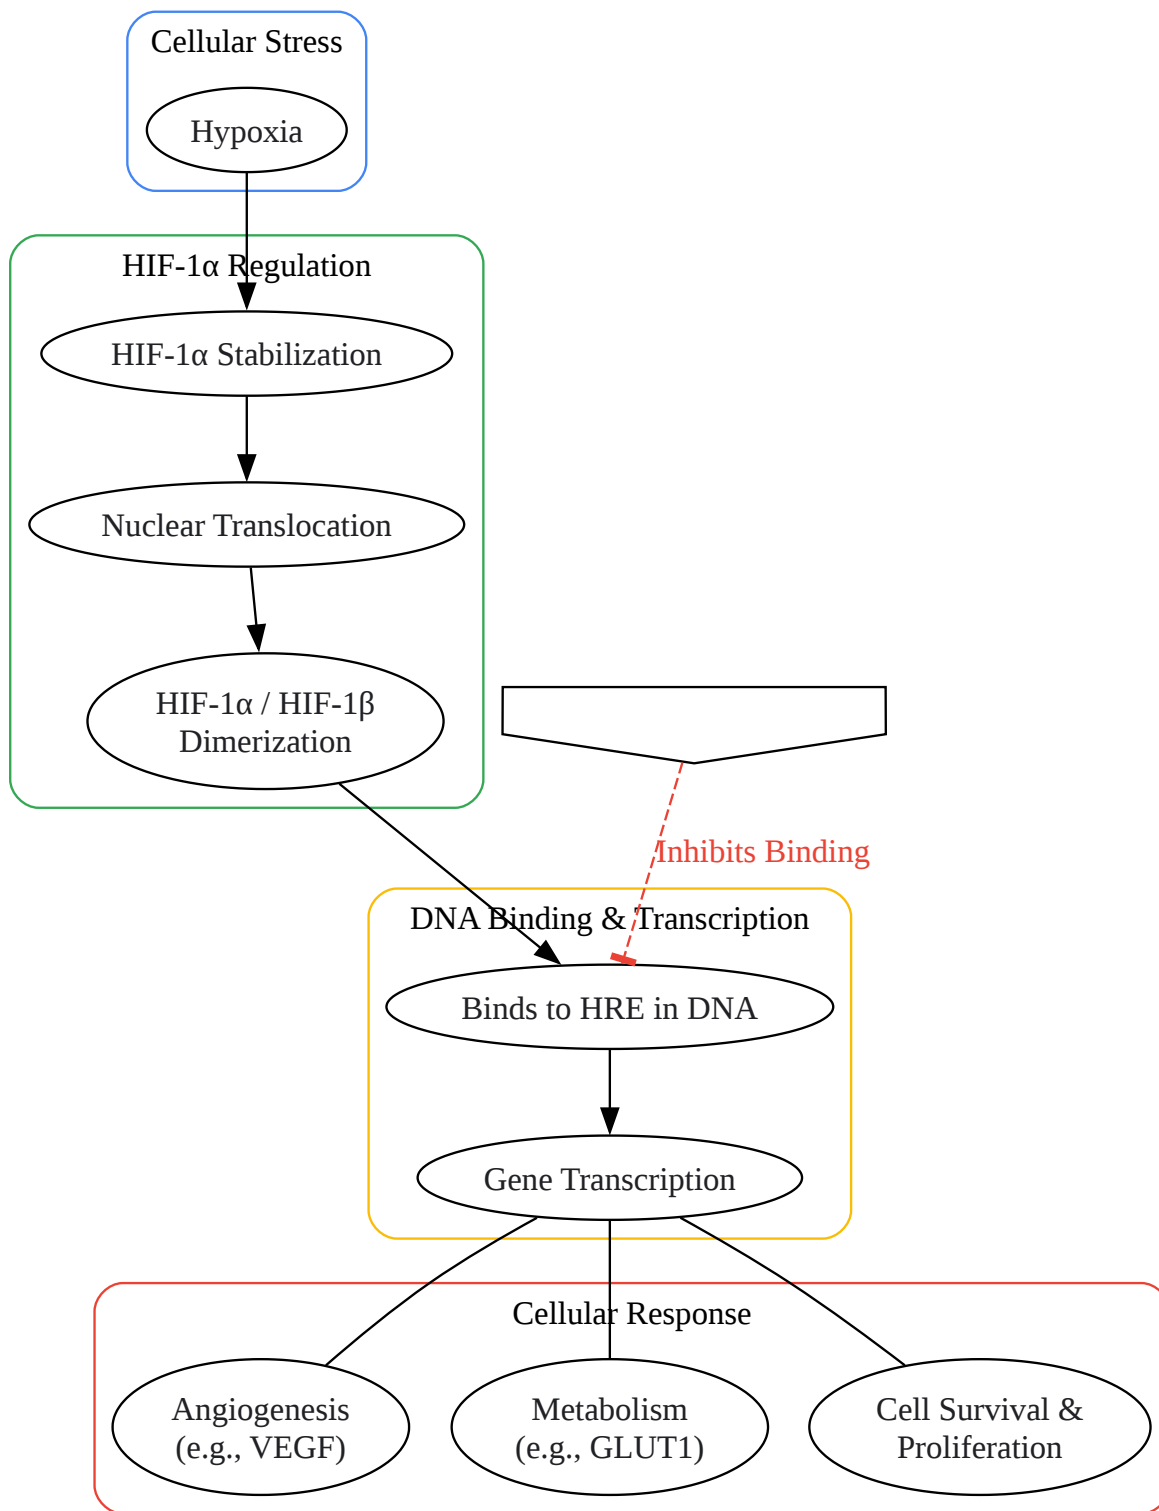 Cellular Stress
Hypoxia
HIF-1α Regulation
HIF-1α Stabilization
Nuclear Translocation
HIF-1α / HIF-1β
Dimerization
Inhibits Binding
DNA Binding & Transcription
Binds to HRE in DNA
Gene Transcription
Cellular Response
Angiogenesis
(e.g., VEGF)
Metabolism
(e.g., GLUT1)
Cell Survival &
Proliferation